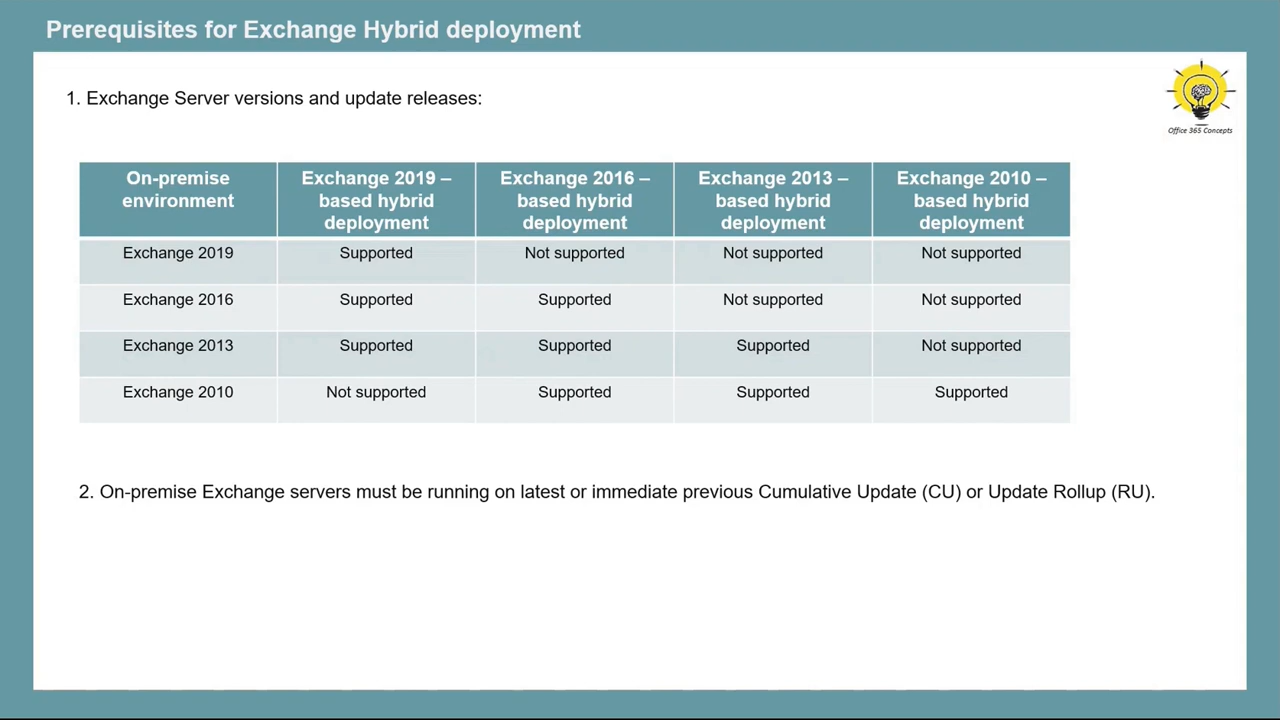 Prerequisites for Exchange Hybrid deployment
1. Exchange Server versions and update releases:
Office 365 Concepts
On-premise environment | Exchange 2019 – based hybrid deployment | Exchange 2016 – based hybrid deployment | Exchange 2013 – based hybrid deployment | Exchange 2010 – based hybrid deployment
Exchange 2019 | Supported | Not supported | Not supported | Not supported
Exchange 2016 | Supported | Supported | Not supported | Not supported
Exchange 2013 | Supported | Supported | Supported | Not supported
Exchange 2010 | Not supported | Supported | Supported | Supported
2. On-premise Exchange servers must be running on latest or immediate previous Cumulative Update (CU) or Update Rollup (RU).